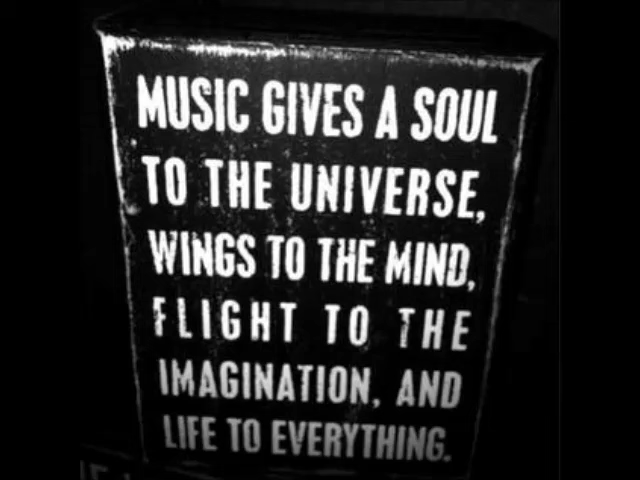 MUSIC GIVES A SOUL
TO THE UNIVERSE,
WINGS TO THE MIND,
FLIGHT TO THE
IMAGINATION, AND
LIFE TO EVERYTHING.